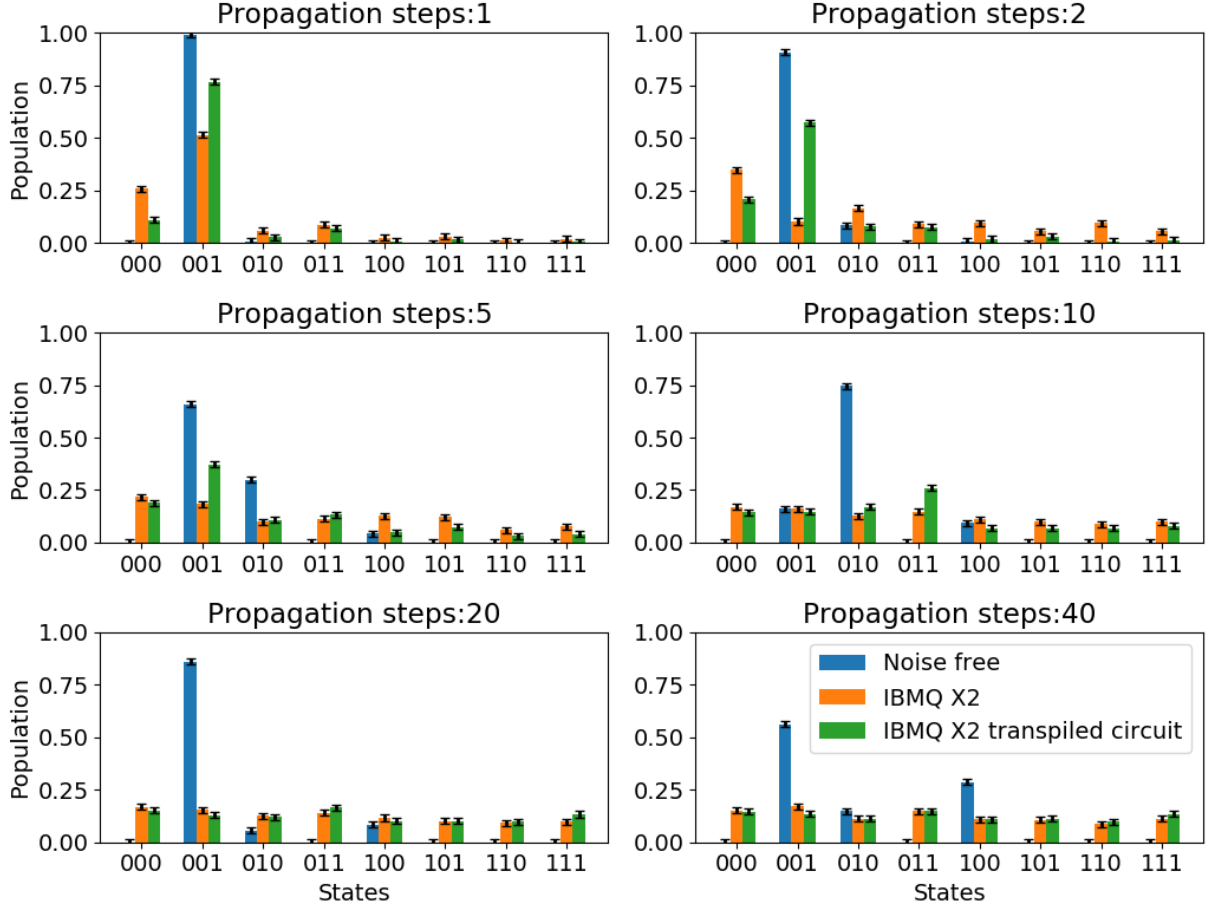 Propagation steps:1
Propagation steps:2
Population
1.00
0.75
0.50
0.25
0.00
000 001 010 011 100 101 110 111
1.00
0.75
0.50
0.25
0.00
000 001 010 011 100 101 110 111
Propagation steps:5
Propagation steps:10
Population
1.00
0.75
0.50
0.25
0.00
000 001 010 011 100 101 110 111
1.00
0.75
0.50
0.25
0.00
000 001 010 011 100 101 110 111
Propagation steps:20
Propagation steps:40
Population
1.00
0.75
0.50
0.25
0.00
000 001 010 011 100 101 110 111
States
1.00
0.75
0.50
0.25
0.00
Noise free
IBMQ X2
IBMQ X2 transpiled circuit
000 001 010 011 100 101 110 111
States